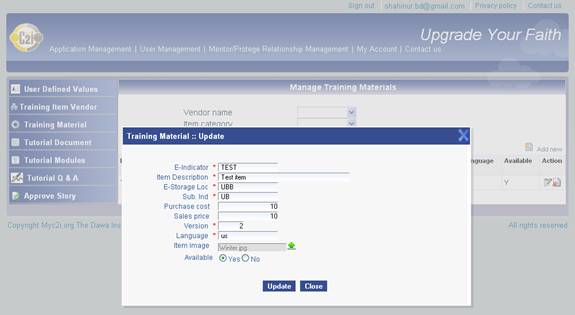 Sign out shahinur.bd@gmail.com Privacy policy Contact us
C2i Upgrade Your Faith
Application Management | User Management | Mentor/Protege Relationship Management | My Account | Contact us
User Defined Values
Manage Training Materials
Training Item Vendor
Vendor name
Training Material
Item category
Training Material :: Update
Tutorial Document
Add new
Tutorial Modules
Language Available Action
Tutorial Q & A
Y
Approve Story
E-Indicator * TEST
Item Description * Test item
E-Storage Loc * UBB
Sub. Ind * UB
Purchase cost 10
Sales price 10
Version * 2
Language * us
Item image Winter.jpg
Available Yes No
Update Close
Copyright Myc2i.org The Dawa Ins
All rights reserved